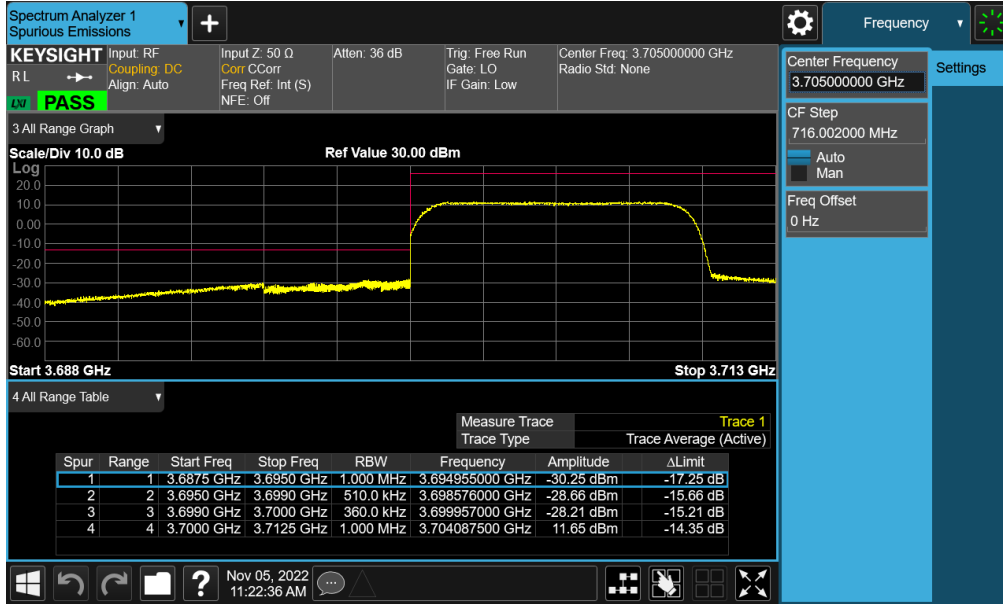 Spectrum Analyzer 1
Spurious Emissions
Frequency
KEYSIGHT
Input: RF
Input Z: 50 Ω
Atten: 36 dB
Trig: Free Run
Center Freq: 3.705000000 GHz
R L
Coupling: DC
Corr CCorr
Gate: LO
Radio Std: None
Align: Auto
Freq Ref: Int (S)
IF Gain: Low
LXI
PASS
NFE: Off
Center Frequency
3.705000000 GHz
Settings
CF Step
716.002000 MHz
Auto
Man
Freq Offset
0 Hz
3 All Range Graph
Scale/Div 10.0 dB
Ref Value 30.00 dBm
Log
20.0
10.0
0.00
-10.0
-20.0
-30.0
-40.0
-50.0
-60.0
Start 3.688 GHz
Stop 3.713 GHz
4 All Range Table
Measure Trace Trace 1
Trace Type Trace Average (Active)
Spur Range Start Freq Stop Freq RBW Frequency Amplitude ΔLimit
1 1 3.6875 GHz 3.6950 GHz 1.000 MHz 3.694955000 GHz -30.25 dBm -17.25 dB
2 2 3.6950 GHz 3.6990 GHz 510.0 kHz 3.698576000 GHz -28.66 dBm -15.66 dB
3 3 3.6990 GHz 3.7000 GHz 360.0 kHz 3.699957000 GHz -28.21 dBm -15.21 dB
4 4 3.7000 GHz 3.7125 GHz 1.000 MHz 3.704087500 GHz 11.65 dBm -14.35 dB
?
Nov 05, 2022
11:22:36 AM